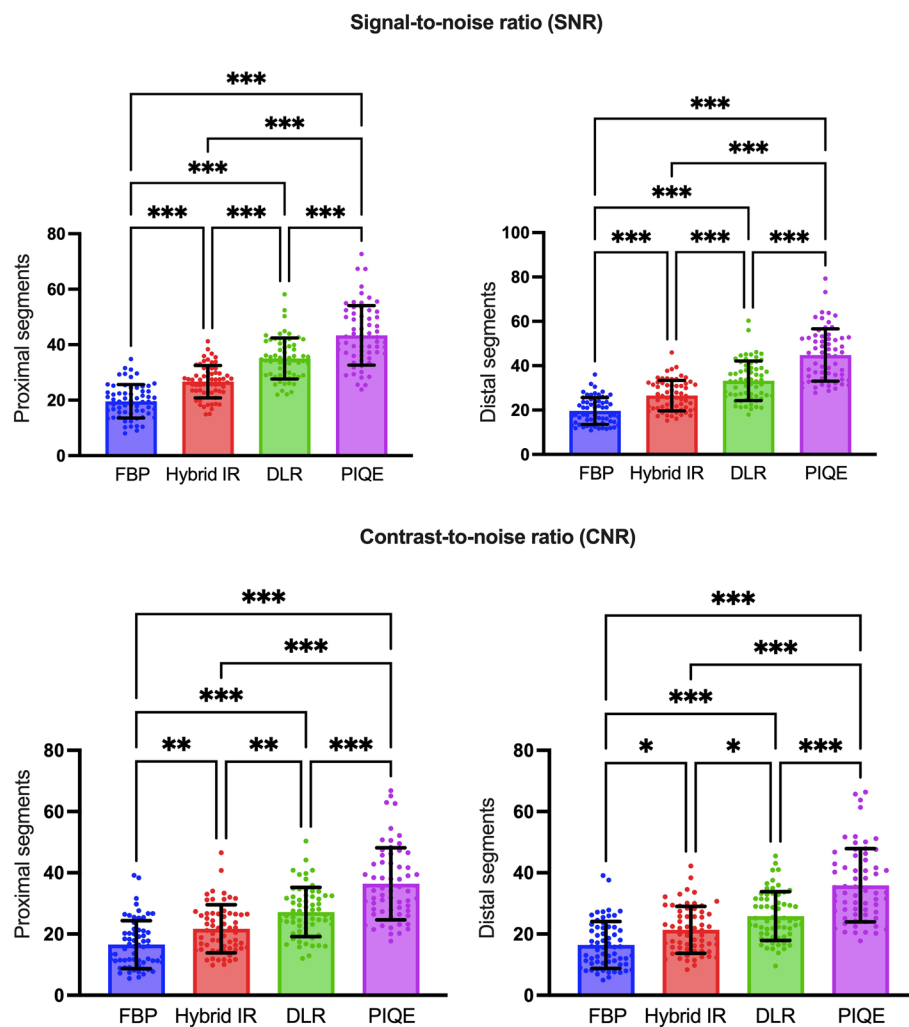 Signal-to-noise ratio (SNR)
***
***
***
*** *** ***
Proximal segments
80
60
40
20
0
FBP Hybrid IR DLR PIQE
***
***
***
*** *** ***
Distal segments
100
80
60
40
20
0
FBP Hybrid IR DLR PIQE
Contrast-to-noise ratio (CNR)
***
***
***
** ** ***
Proximal segments
80
60
40
20
0
FBP Hybrid IR DLR PIQE
***
***
***
* * ***
Distal segments
80
60
40
20
0
FBP Hybrid IR DLR PIQE